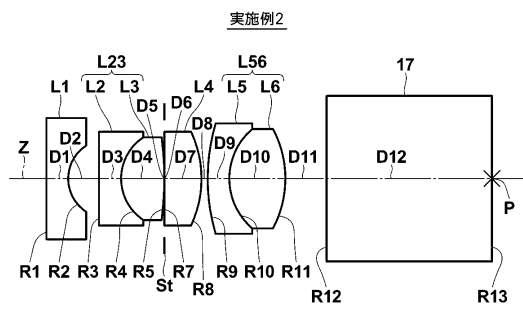 実施例2
17
L23
L56
L1
L2
L3
L4
L5
L6
D5
D6
D8
D2
D1
D3
D4
D7
D9
D10
D11
D12
Z
P
R1
R2
R3
R4
R5
R7
R8
R9
R10
R11
R12
R13
St